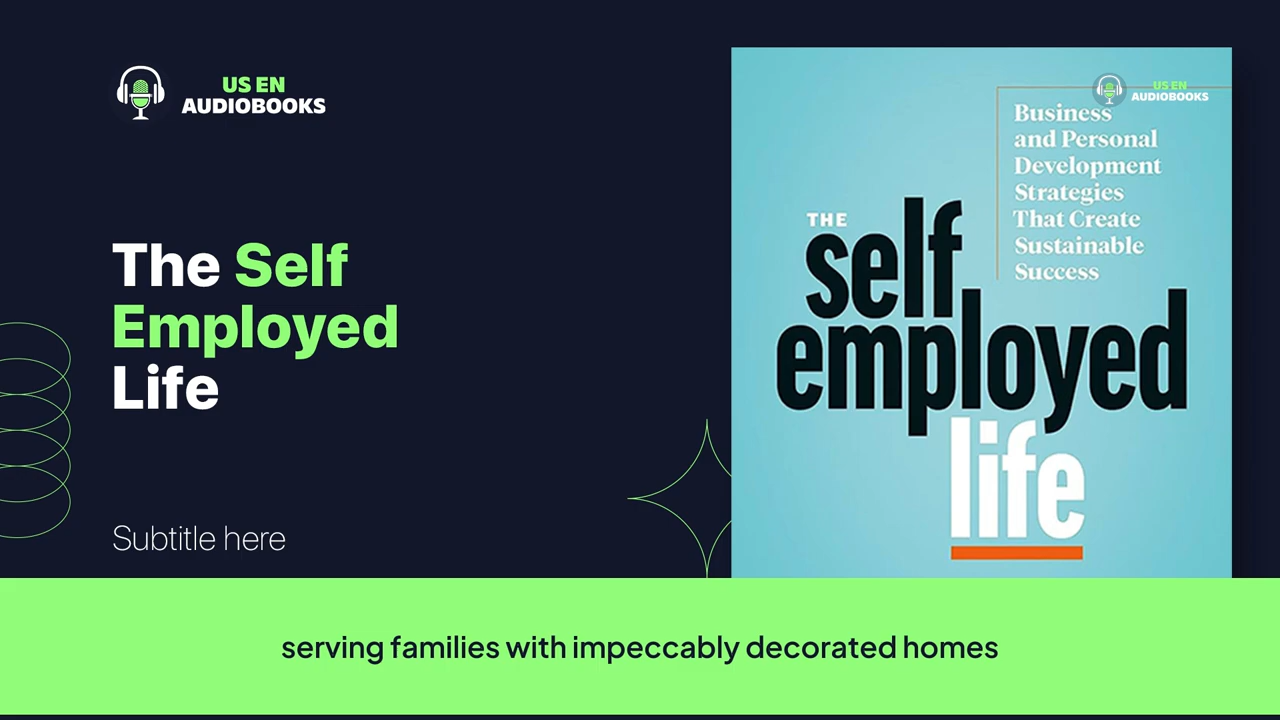 US EN
AUDIOBOOKS
The Self
Employed
Life
Subtitle here
US EN
AUDIOBOOKS
Business
and Personal
Development
Strategies
That Create
Sustainable
Success
THE
self
employed
life
serving families with impeccably decorated homes